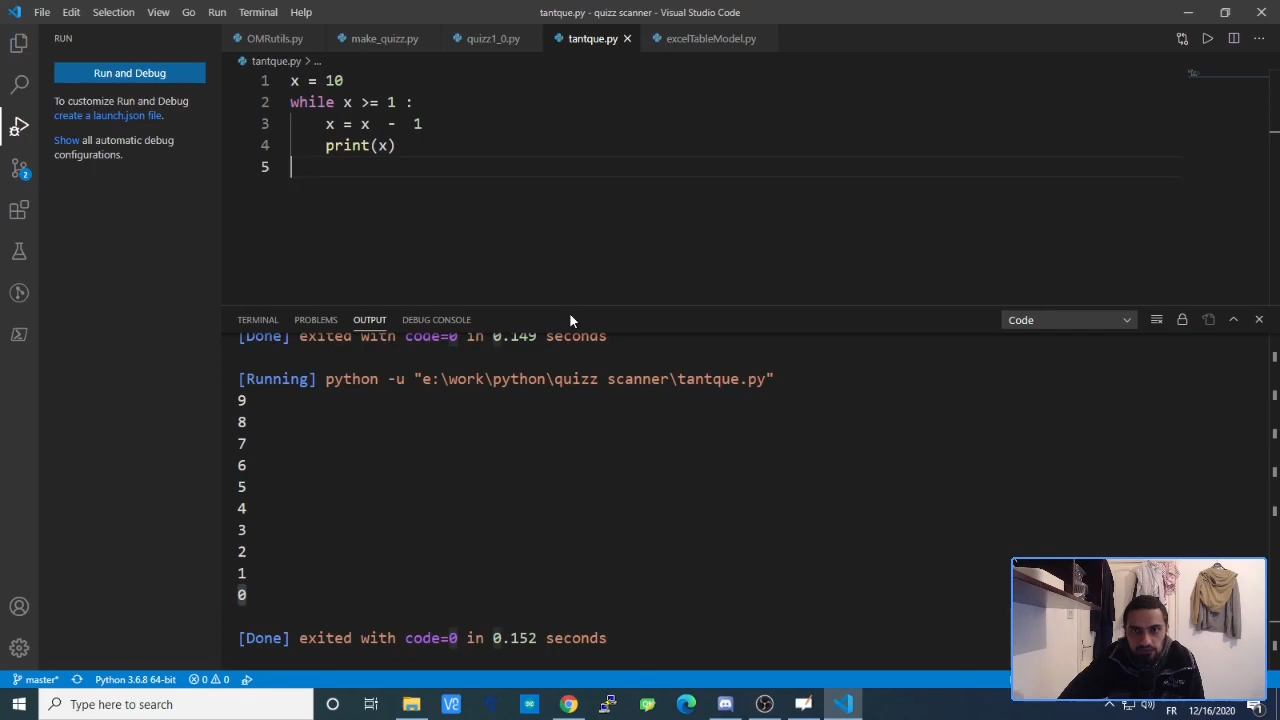 File Edit Selection View Go Run Terminal Help
tantque.py - quizz scanner - Visual Studio Code
RUN
Run and Debug
To customize Run and Debug
create a launch.json file.
Show all automatic debug
configurations.
OMRutils.py
make_quizz.py
quizz1_0.py
tantque.py
excelTableModel.py
tantque.py > ...
1 x = 10
2 while x >= 1 :
3 x = x - 1
4 print(x)
5
TERMINAL PROBLEMS OUTPUT DEBUG CONSOLE
Code
[Done] exited with code=0 in 0.149 seconds
[Running] python -u "e:\work\python\quizz scanner\tantque.py"
9
8
7
6
5
4
3
2
1
0
[Done] exited with code=0 in 0.152 seconds
2
master*
Python 3.6.8 64-bit
0 0
Type here to search
FR
12/16/2020
1